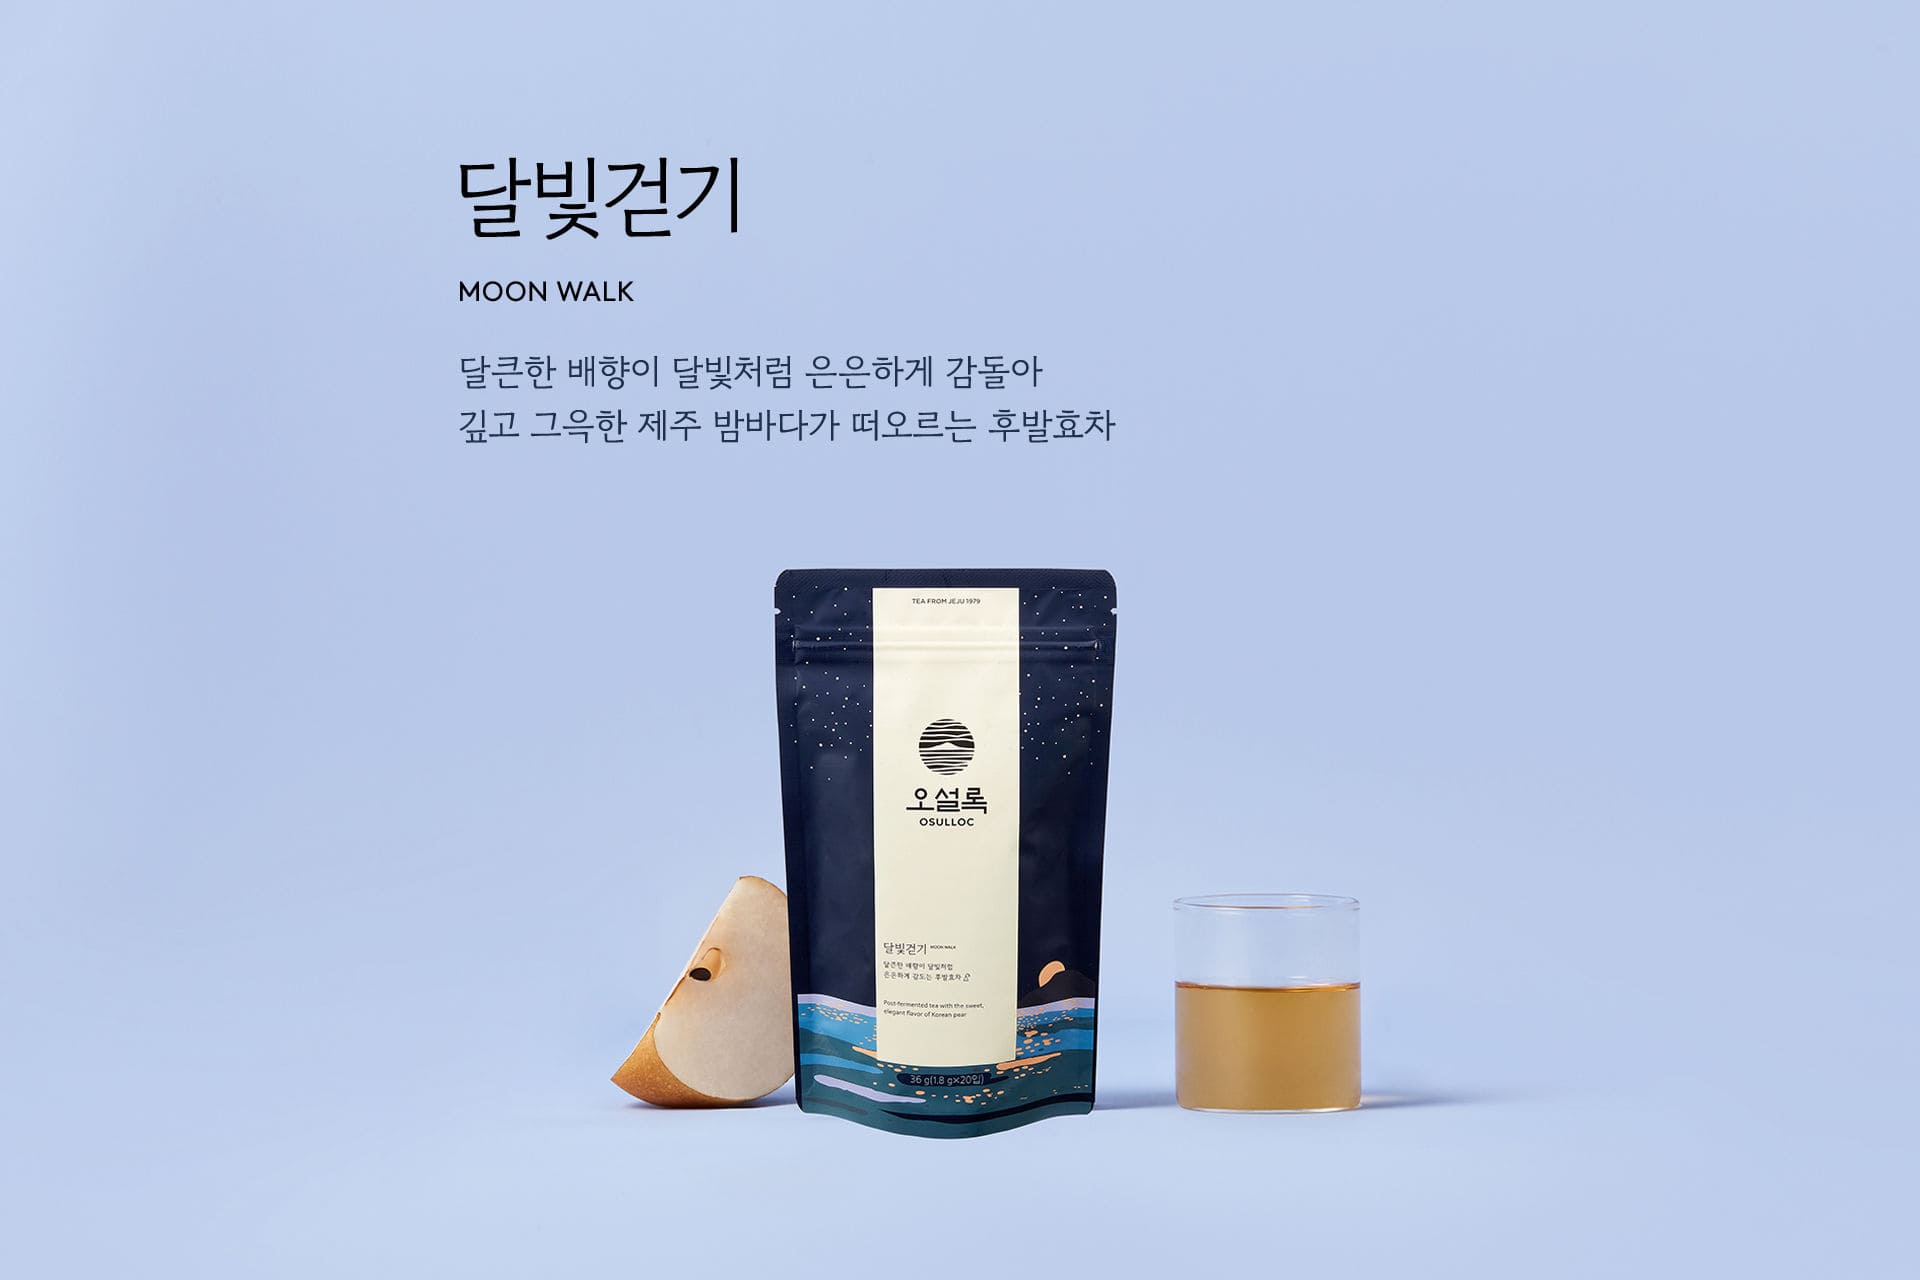 달빛걷기
MOON WALK
달큰한 배향이 달빛처럼 은은하게 감돌아
깊고 그윽한 제주 밤바다가 떠오르는 후발효차
TEA FROM JEJU 1979
오설록
OSULLOC
달빛걷기 MOON WALK
달큰한 배향이 달빛처럼
은은하게 감도는 후발효차
Post-fermented tea with the sweet,
elegant flavor of Korean pear
36 g(1.8 g×20입)